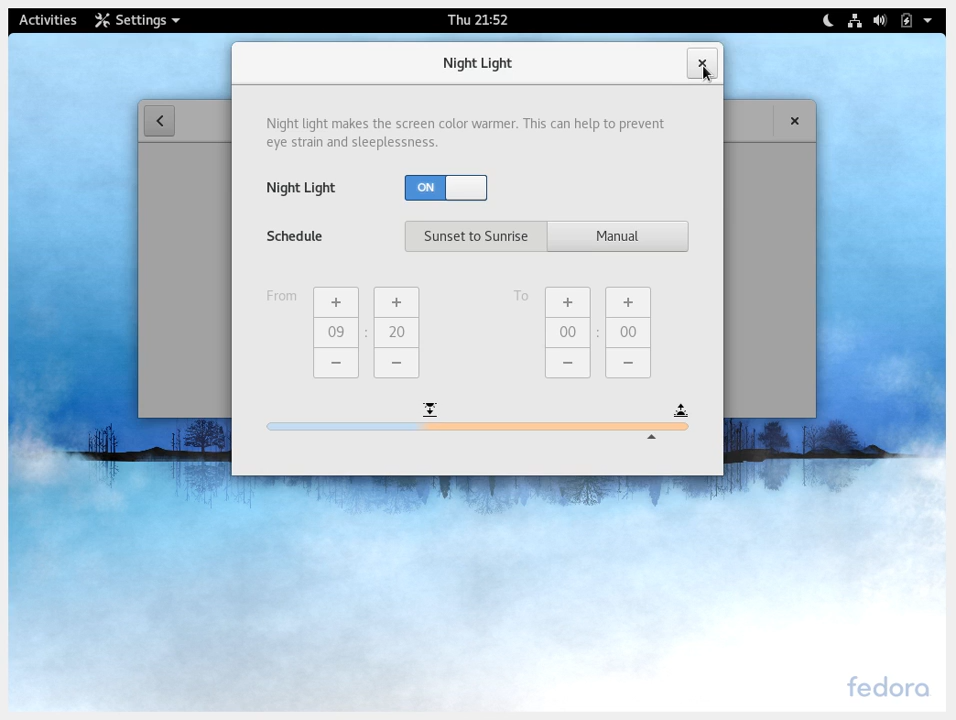 Activities Settings Thu 21:52
Night Light
Night light makes the screen color warmer. This can help to prevent
eye strain and sleeplessness.
Night Light ON
Schedule Sunset to Sunrise Manual
From + + To + +
09 : 20 00 : 00
− − − −
fedora